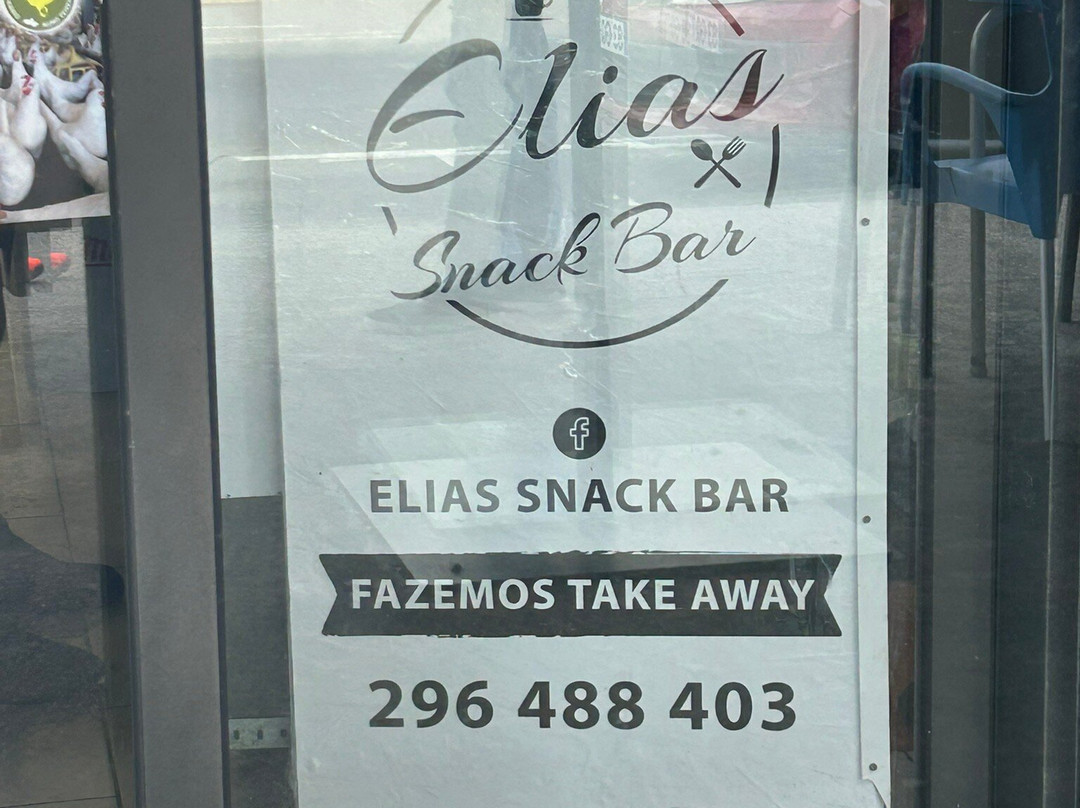 Elias
Snack Bar
f
ELIAS SNACK BAR
FAZEMOS TAKE AWAY
296 488 403